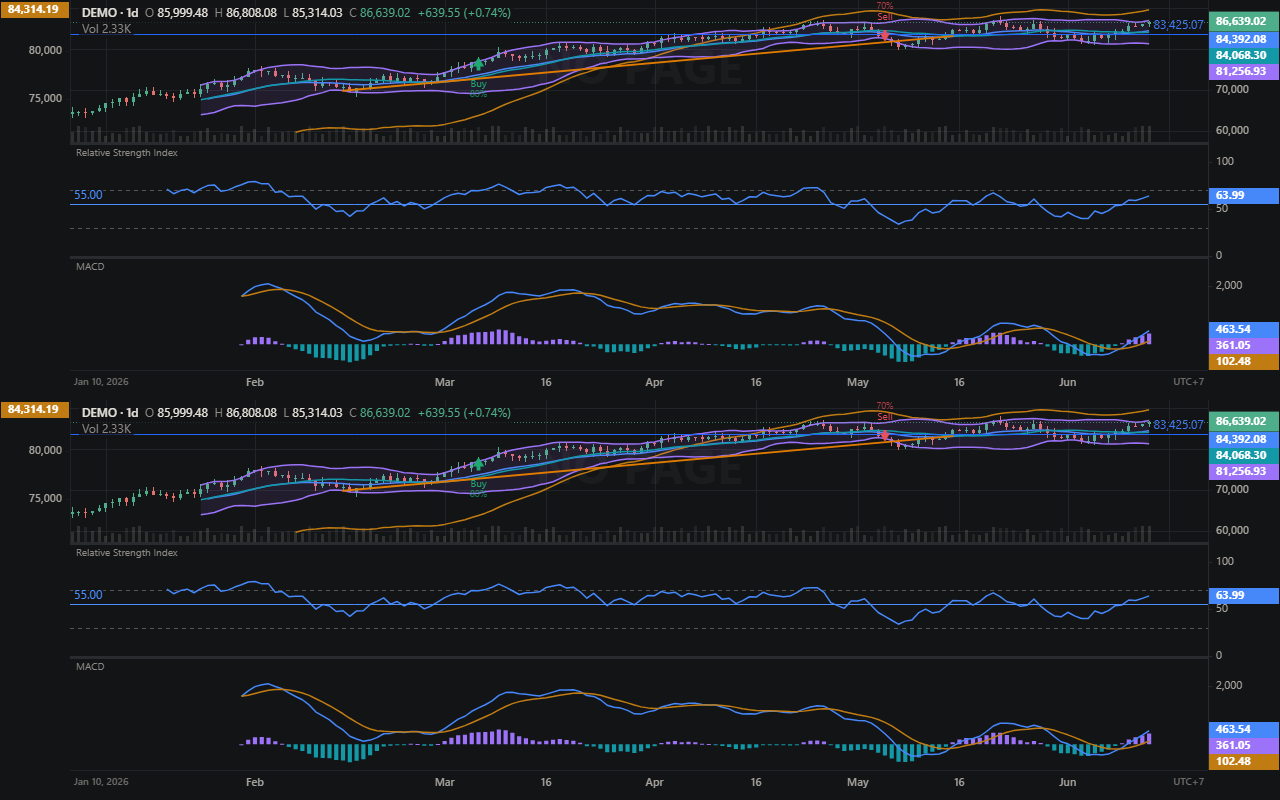 84,314.19
DEMO · 1d O 85,999.48 H 86,808.08 L 85,314.03 C 86,639.02 +639.55 (+0.74%)
Vol 2.33K
70%
Sell
86,639.02
83,425.07
84,392.08
80,000
84,068.30
81,256.93
PAGE
Buy
80%
75,000
70,000
60,000
Relative Strength Index
100
55.00
63.99
50
0
MACD
2,000
463.54
361.05
102.48
Jan 10, 2026 Feb Mar 16 Apr 16 May 16 Jun UTC+7
84,314.19
DEMO · 1d O 85,999.48 H 86,808.08 L 85,314.03 C 86,639.02 +639.55 (+0.74%)
Vol 2.33K
70%
Sell
86,639.02
83,425.07
84,392.08
80,000
84,068.30
81,256.93
PAGE
Buy
80%
75,000
70,000
60,000
Relative Strength Index
100
55.00
63.99
50
0
MACD
2,000
463.54
361.05
102.48
Jan 10, 2026 Feb Mar 16 Apr 16 May 16 Jun UTC+7